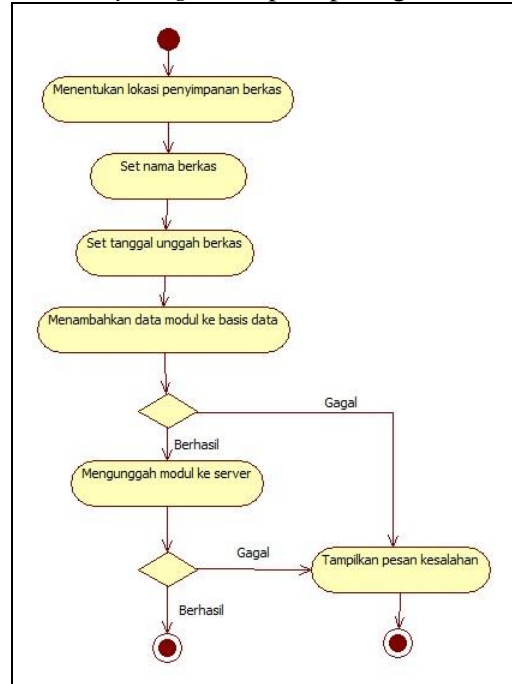 Menentukan lokasi penyimpanan berkas
Set nama berkas
Set tanggal unggah berkas
Menambahkan data modul ke basis data
Gagal
Berhasil
Mengunggah modul ke server
Gagal
Tampilkan pesan kesalahan
Berhasil